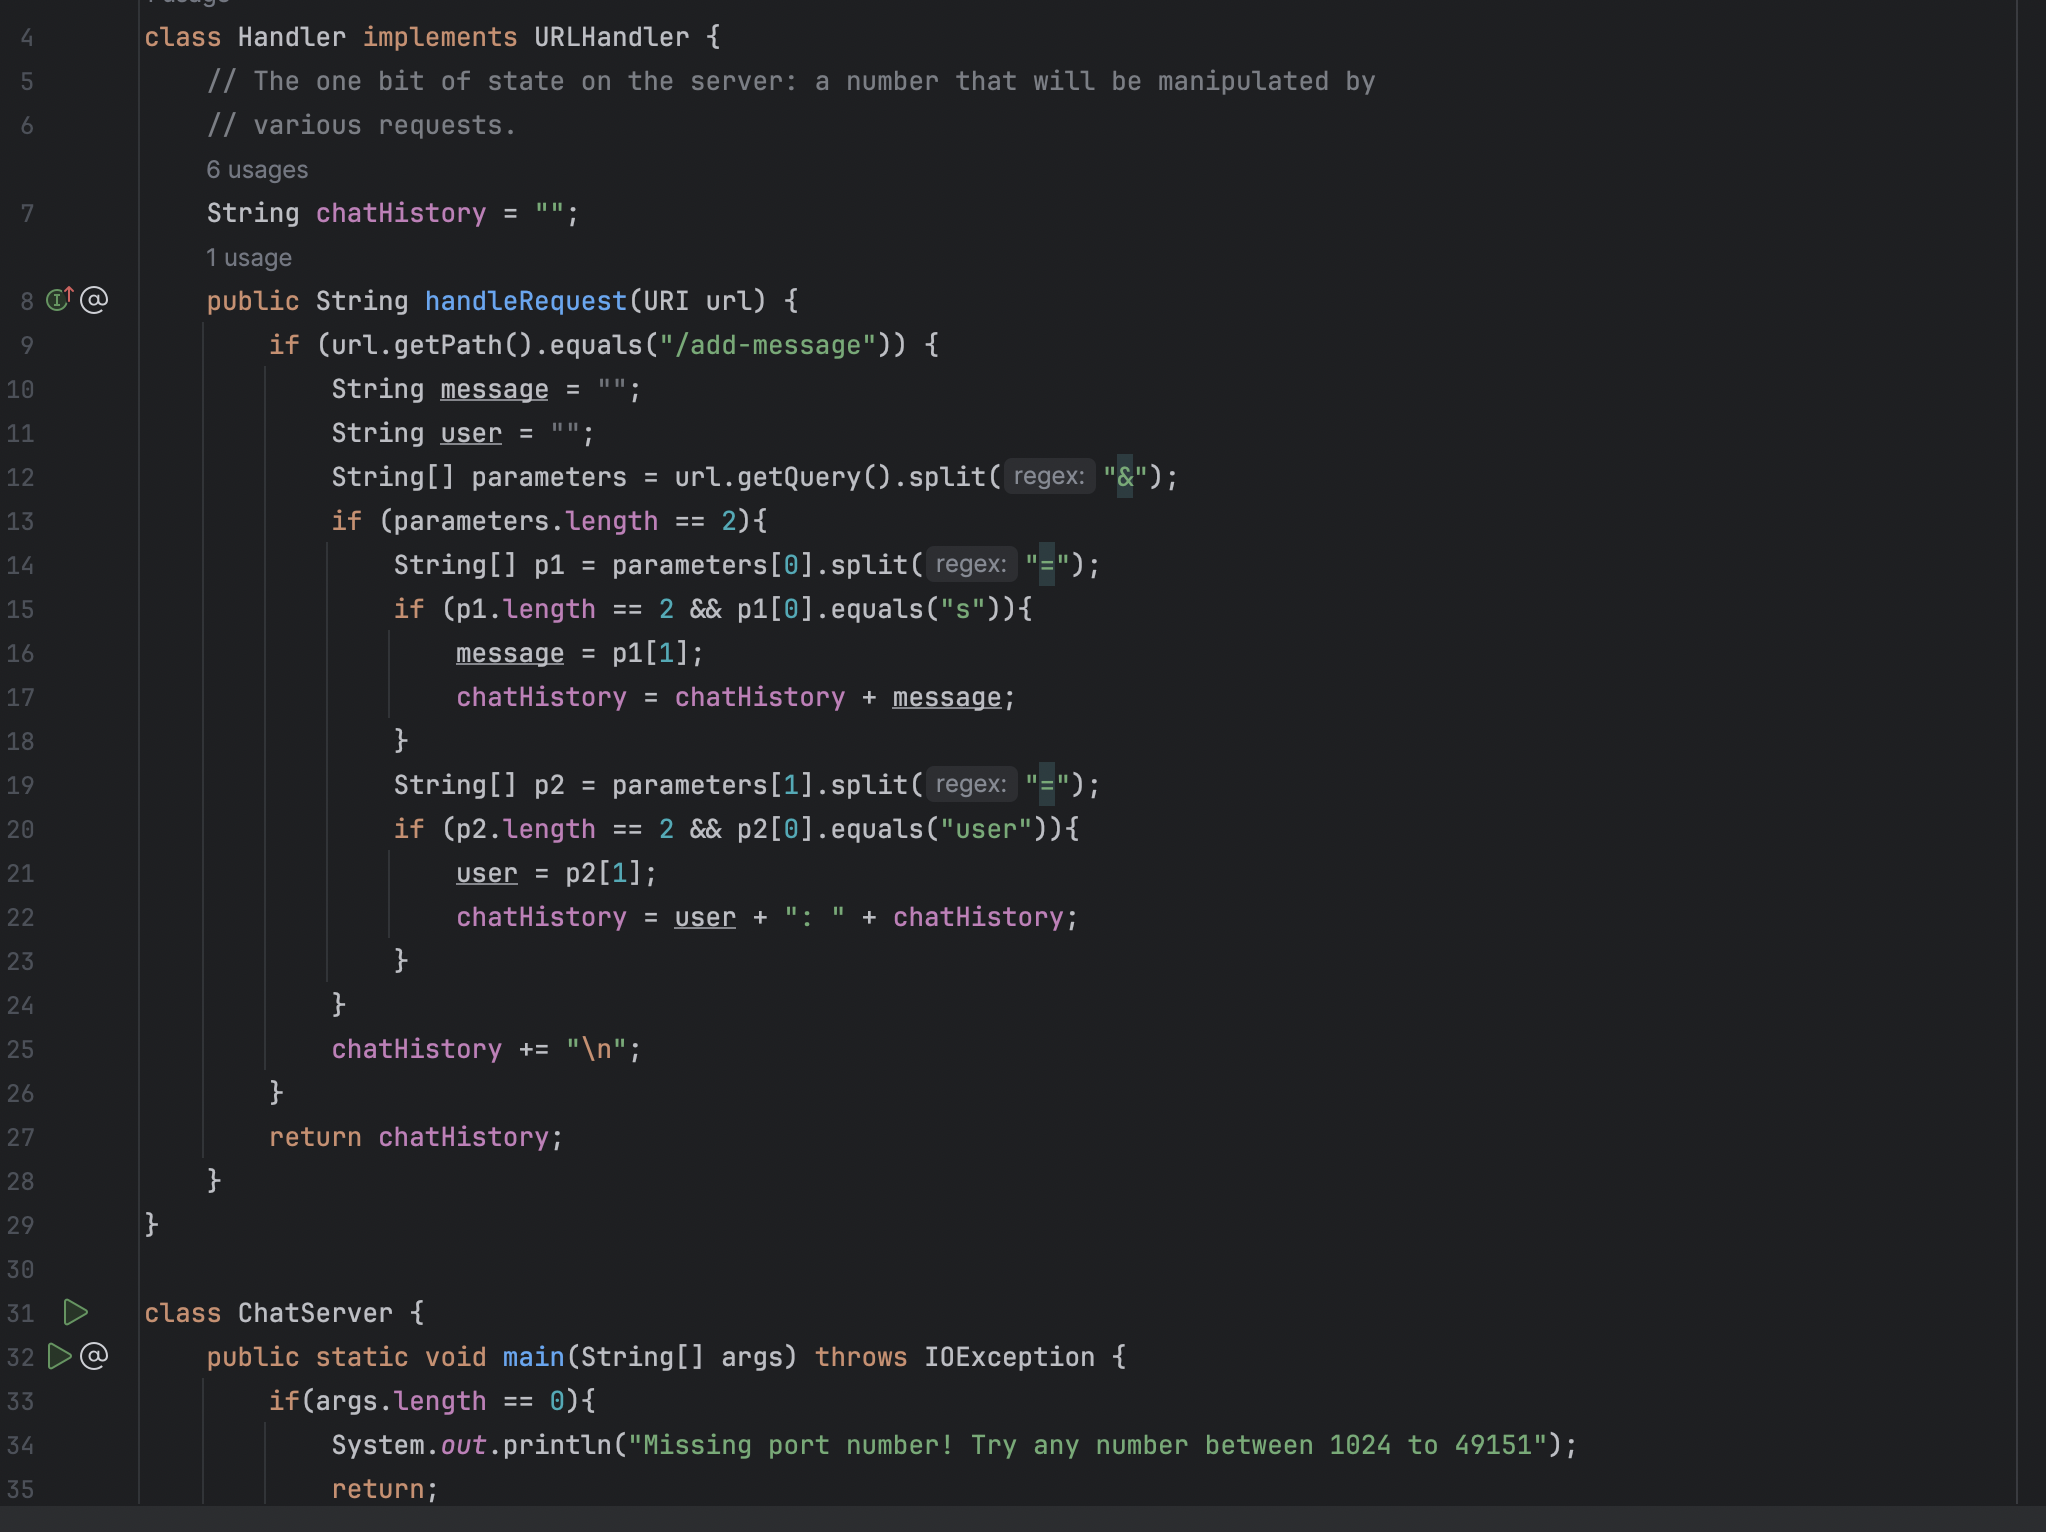 4 class Handler implements URLHandler {
5 // The one bit of state on the server: a number that will be manipulated by
6 // various requests.
6 usages
7 String chatHistory = "";
1 usage
8 public String handleRequest(URI url) {
9 if (url.getPath().equals("/add-message")) {
10 String message = "";
11 String user = "";
12 String[] parameters = url.getQuery().split( regex: "&");
13 if (parameters.length == 2){
14 String[] p1 = parameters[0].split( regex: "=");
15 if (p1.length == 2 && p1[0].equals("s")){
16 message = p1[1];
17 chatHistory = chatHistory + message;
18 }
19 String[] p2 = parameters[1].split( regex: "=");
20 if (p2.length == 2 && p2[0].equals("user")){
21 user = p2[1];
22 chatHistory = user + ": " + chatHistory;
23 }
24 }
25 chatHistory += "\n";
26 }
27 return chatHistory;
28 }
29 }
30
31 class ChatServer {
32 public static void main(String[] args) throws IOException {
33 if(args.length == 0){
34 System.out.println("Missing port number! Try any number between 1024 to 49151");
35 return;